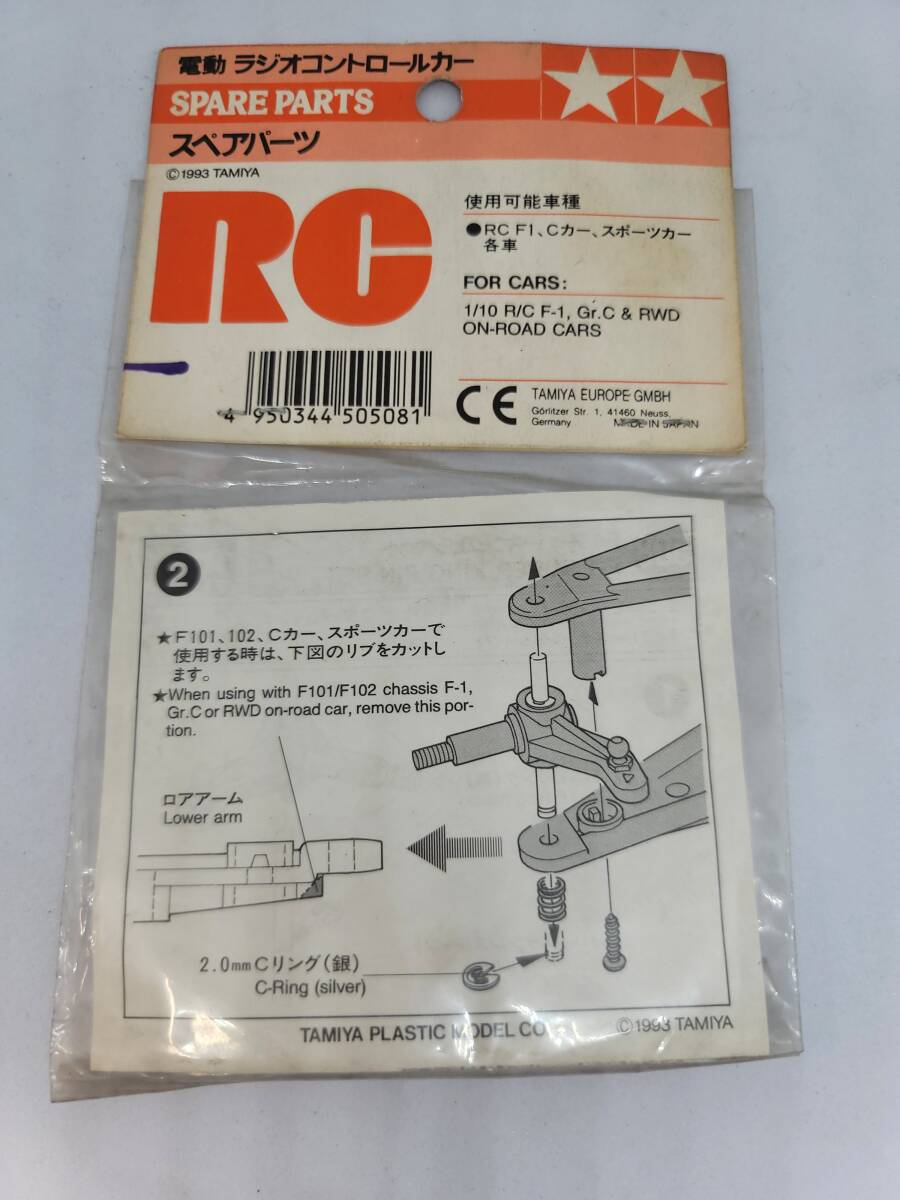 電動 ラジオコントロールカー
SPARE PARTS
スペアパーツ
©1993 TAMIYA
RC
使用可能車種
●RC F1、Cカー、スポーツカー
各車
FOR CARS:
1/10 R/C F-1, Gr.C & RWD
ON-ROAD CARS
4 950344 505081
CE
TAMIYA EUROPE GMBH
Görlitzer Str. 1, 41460 Neuss,
Germany
MADE IN JAPAN
2
★F101、102、Cカー、スポーツカーで
使用する時は、下図のリブをカットし
ます。
★When using with F101/F102 chassis F-1,
Gr.C or RWD on-road car, remove this por-
tion.
ロアアーム
Lower arm
2.0mmCリング(銀)
C-Ring (silver)
TAMIYA PLASTIC MODEL CO
©1993 TAMIYA